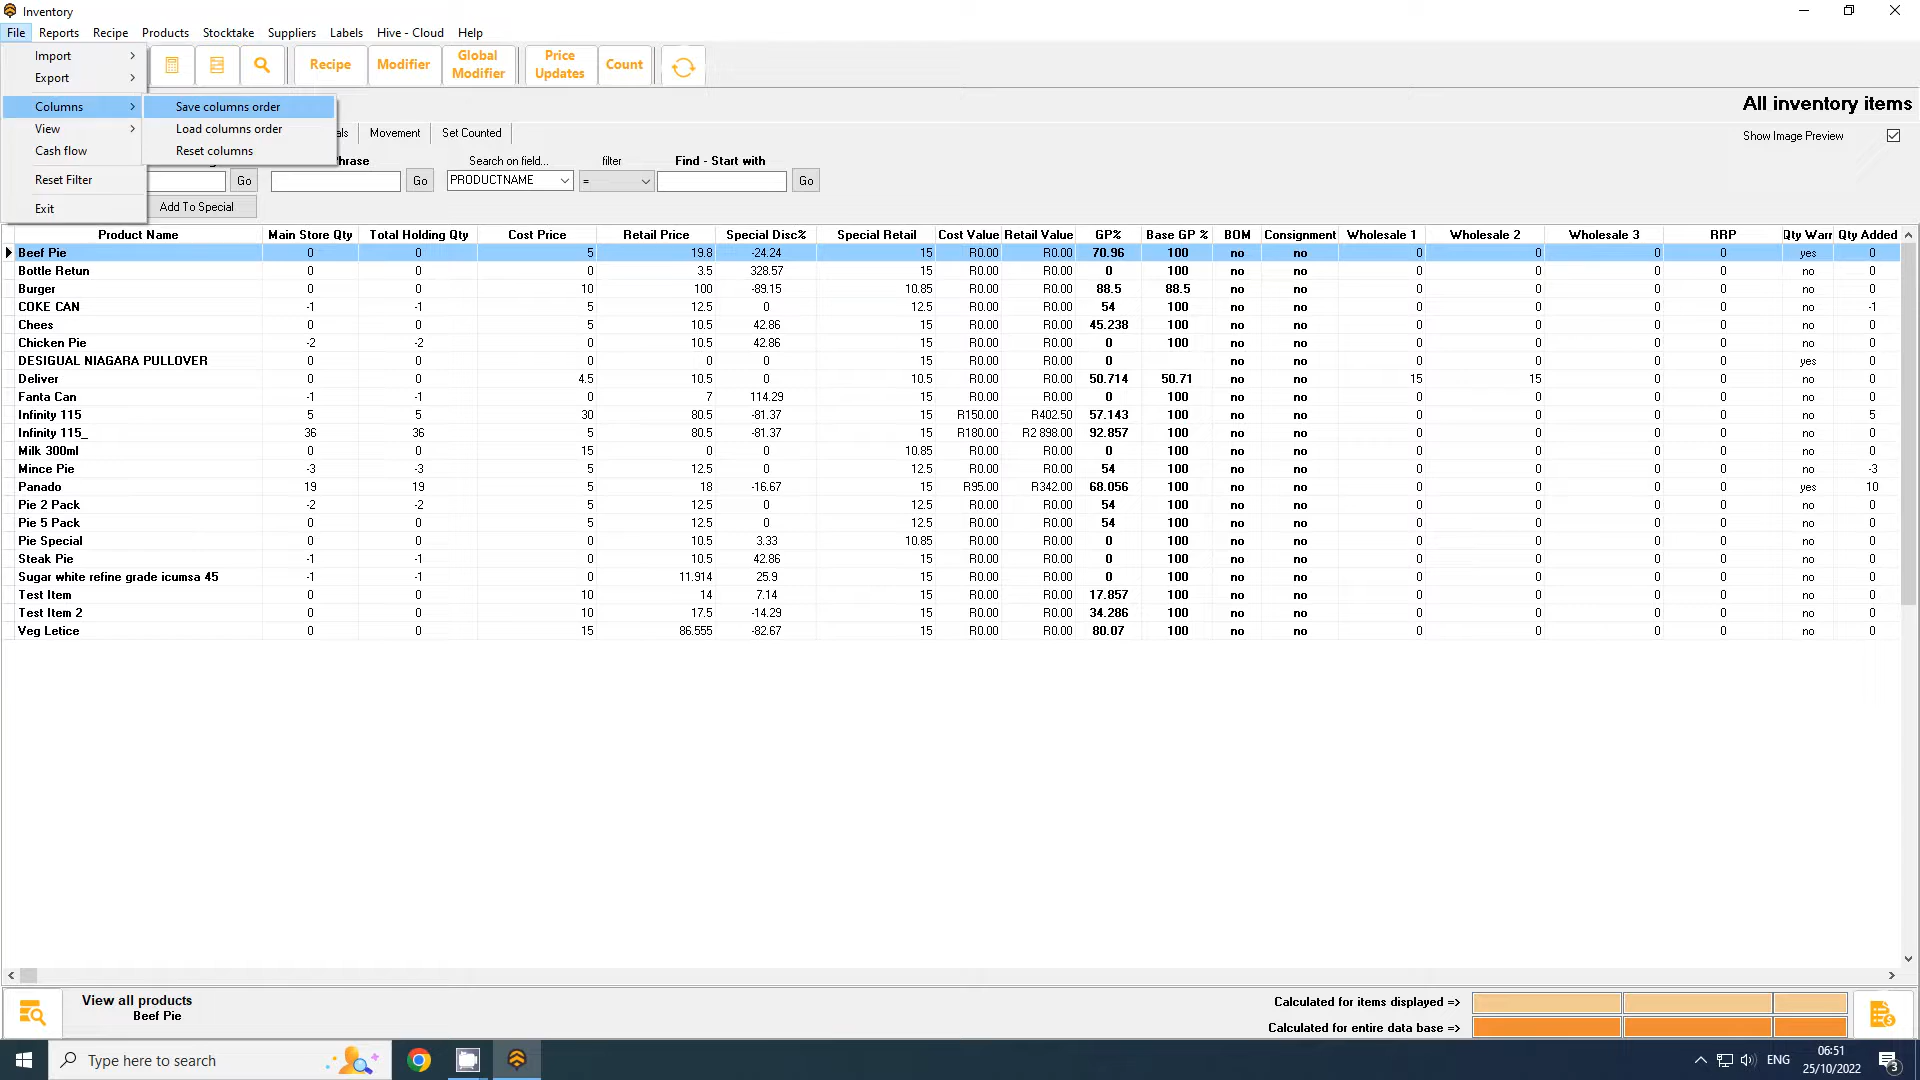 Inventory
File Reports Recipe Products Stocktake Suppliers Labels Hive - Cloud Help
Import
Export
Columns
View
Cash flow
Reset Filter
Exit
Save columns order
Load columns order
Reset columns
Recipe Modifier Global Modifier Price Updates Count
All inventory items
Show Image Preview
als Movement Set Counted
hrase Search on field... filter Find - Start with
Go Go PRODUCTNAME = Go
Add To Special
Product Name Main Store Qty Total Holding Qty Cost Price Retail Price Special Disc% Special Retail Cost Value Retail Value GP% Base GP % BOM Consignment Wholesale 1 Wholesale 2 Wholesale 3 RRP Qty Warr Qty Added
Beef Pie 0 0 5 19.8 -24.24 15 R0.00 R0.00 70.96 100 no no 0 0 0 0 yes 0
Bottle Retun 0 0 0 3.5 328.57 15 R0.00 R0.00 0 100 no no 0 0 0 0 no 0
Burger 0 0 10 100 -89.15 10.85 R0.00 R0.00 88.5 88.5 no no 0 0 0 0 no 0
COKE CAN -1 -1 5 12.5 0 12.5 R0.00 R0.00 54 100 no no 0 0 0 0 no -1
Chees 0 0 5 10.5 42.86 15 R0.00 R0.00 45.238 100 no no 0 0 0 0 no 0
Chicken Pie -2 -2 0 10.5 42.86 15 R0.00 R0.00 0 100 no no 0 0 0 0 no 0
DESIGUAL NIAGARA PULLOVER 0 0 0 0 0 15 R0.00 R0.00 0 no no 0 0 0 0 yes 0
Deliver 0 0 4.5 10.5 0 10.5 R0.00 R0.00 50.714 50.71 no no 15 15 0 0 no 0
Fanta Can -1 -1 0 7 114.29 15 R0.00 R0.00 0 100 no no 0 0 0 0 no 0
Infinity 115 5 5 30 80.5 -81.37 15 R150.00 R402.50 57.143 100 no no 0 0 0 0 no 5
Infinity 115_ 36 36 5 80.5 -81.37 15 R180.00 R2 898.00 92.857 100 no no 0 0 0 0 no 0
Milk 300ml 0 0 15 0 0 10.85 R0.00 R0.00 0 100 no no 0 0 0 0 no 0
Mince Pie -3 -3 5 12.5 0 12.5 R0.00 R0.00 54 100 no no 0 0 0 0 no -3
Panado 19 19 5 18 -16.67 15 R95.00 R342.00 68.056 100 no no 0 0 0 0 yes 10
Pie 2 Pack -2 -2 5 12.5 0 12.5 R0.00 R0.00 54 100 no no 0 0 0 0 no 0
Pie 5 Pack 0 0 5 12.5 0 12.5 R0.00 R0.00 54 100 no no 0 0 0 0 no 0
Pie Special 0 0 0 10.5 3.33 10.85 R0.00 R0.00 0 100 no no 0 0 0 0 no 0
Steak Pie -1 -1 0 10.5 42.86 15 R0.00 R0.00 0 100 no no 0 0 0 0 no 0
Sugar white refine grade icumsa 45 -1 -1 0 11.914 25.9 15 R0.00 R0.00 0 100 no no 0 0 0 0 no 0
Test Item 0 0 10 14 7.14 15 R0.00 R0.00 17.857 100 no no 0 0 0 0 no 0
Test Item 2 0 0 10 17.5 -14.29 15 R0.00 R0.00 34.286 100 no no 0 0 0 0 no 0
Veg Letice 0 0 15 86.555 -82.67 15 R0.00 R0.00 80.07 100 no no 0 0 0 0 no 0
View all products
Beef Pie
Calculated for items displayed =>
Calculated for entire data base =>
Type here to search
ENG
06:51
25/10/2022
3